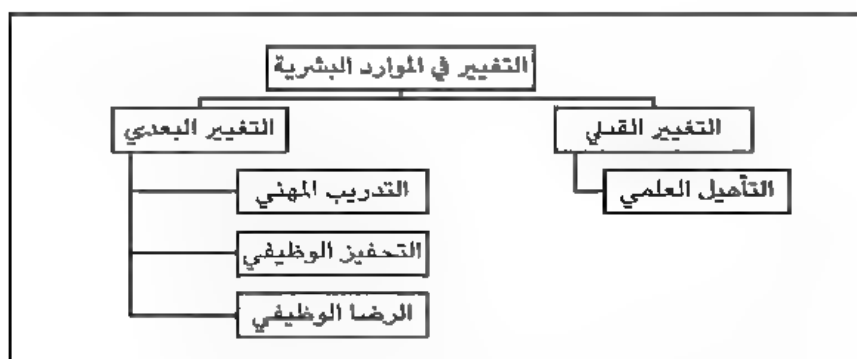 التغيير في الموارد البشرية
التغيير القبلي
التغيير البعدي
التأهيل العلمي
التدريب المهني
التحفيز الوظيفي
الرضا الوظيفي